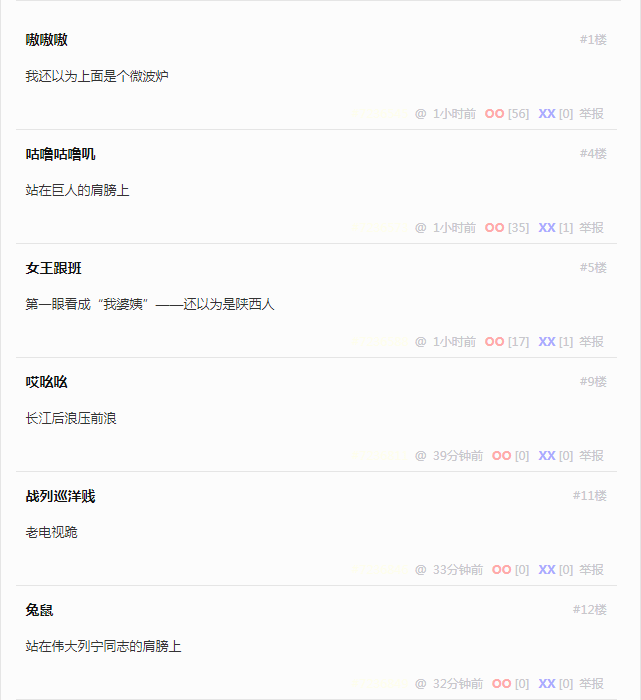 嗷嗷嗷 #1楼
我还以为上面是个微波炉
@ 1小时前 OO [56] XX [0] 举报
咕噜咕噜叽 #4楼
站在巨人的肩膀上
@ 1小时前 OO [35] XX [1] 举报
女王跟班 #5楼
第一眼看成“我婆姨”——还以为是陕西人
@ 1小时前 OO [17] XX [1] 举报
哎吆吆 #9楼
长江后浪压前浪
@ 39分钟前 OO [0] XX [0] 举报
战列巡洋贱 #11楼
老电视跪
@ 33分钟前 OO [0] XX [0] 举报
兔鼠 #12楼
站在伟大列宁同志的肩膀上
@ 32分钟前 OO [0] XX [0] 举报